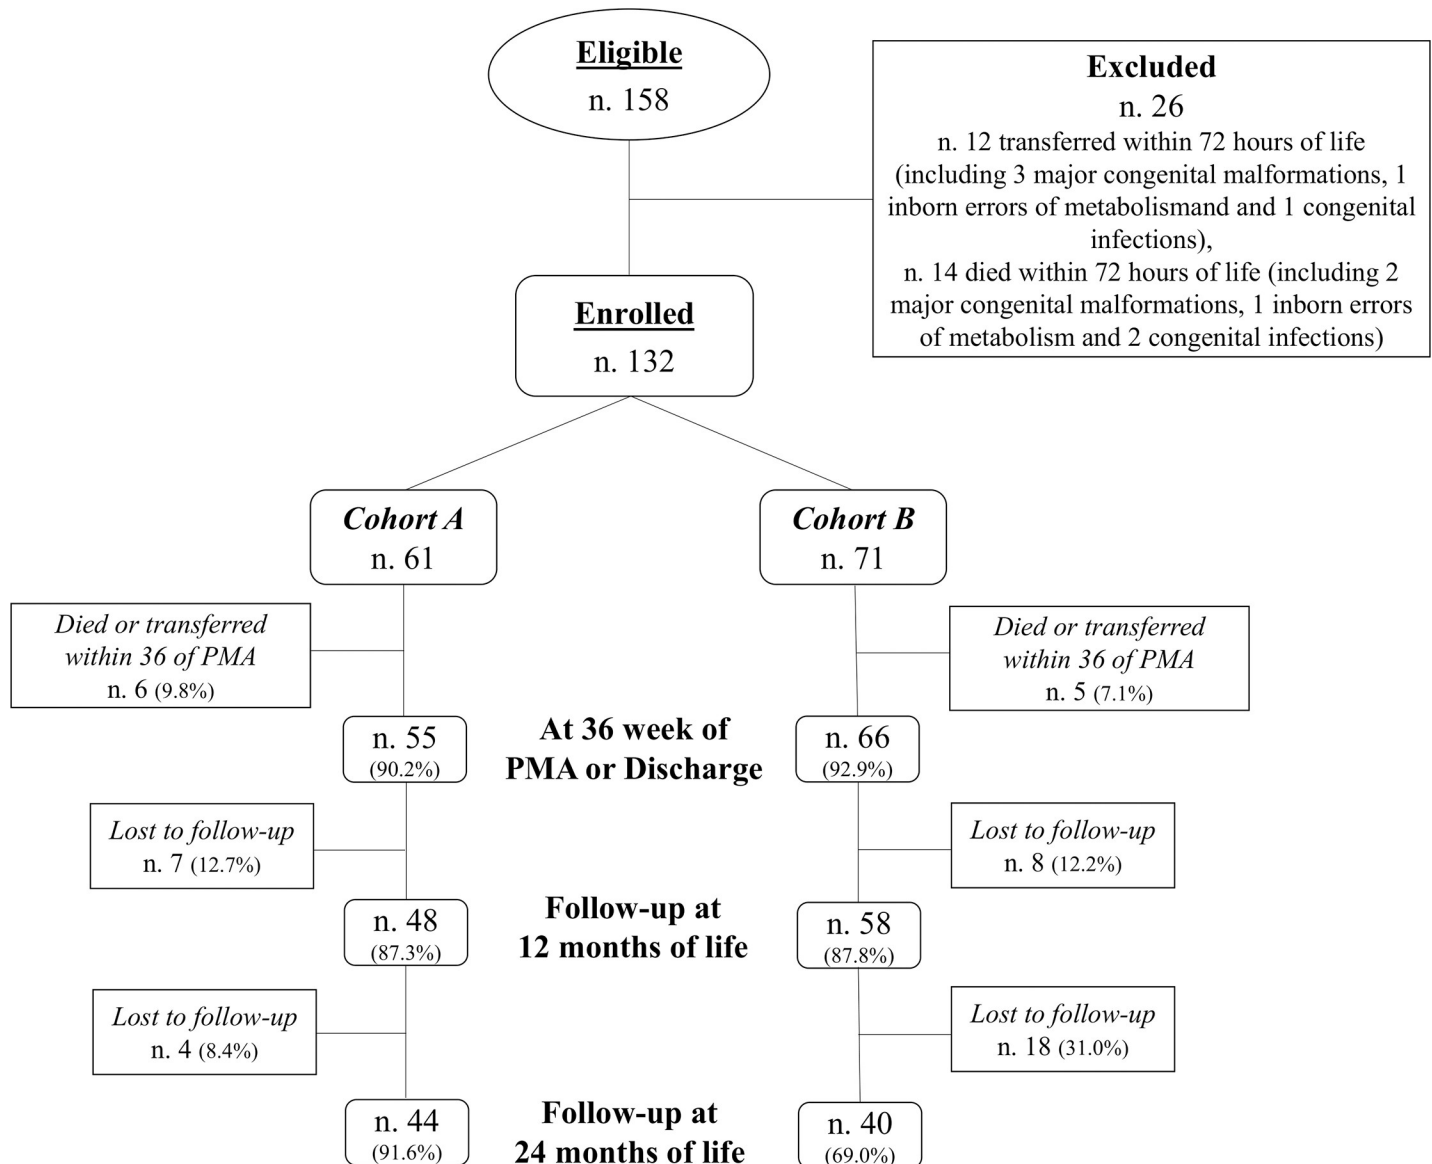 Eligible
n. 158
Excluded
n. 26
n. 12 transferred within 72 hours of life
(including 3 major congenital malformations, 1
inborn errors of metabolismand and 1 congenital
infections),
n. 14 died within 72 hours of life (including 2
major congenital malformations, 1 inborn errors
of metabolism and 2 congenital infections)
Enrolled
n. 132
Cohort A
n. 61
Cohort B
n. 71
Died or transferred
within 36 of PMA
n. 6 (9.8%)
Died or transferred
within 36 of PMA
n. 5 (7.1%)
n. 55
(90.2%)
At 36 week of
PMA or Discharge
n. 66
(92.9%)
Lost to follow-up
n. 7 (12.7%)
Lost to follow-up
n. 8 (12.2%)
n. 48
(87.3%)
Follow-up at
12 months of life
n. 58
(87.8%)
Lost to follow-up
n. 4 (8.4%)
Lost to follow-up
n. 18 (31.0%)
n. 44
(91.6%)
Follow-up at
24 months of life
n. 40
(69.0%)